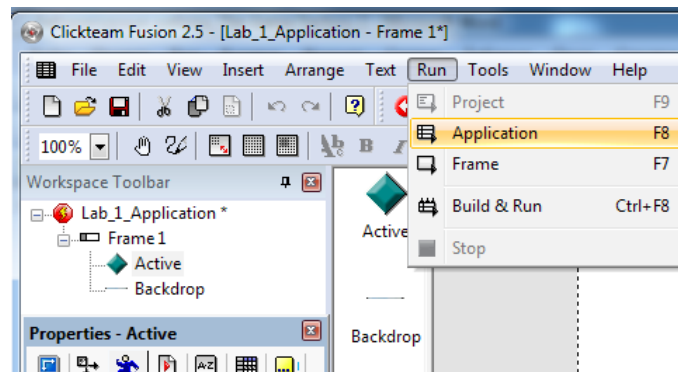 Clickteam Fusion 2.5 - [Lab_1_Application - Frame 1*]
File Edit View Insert Arrange Text Run Tools Window Help
Project F9
100% B I Application F8
Workspace Toolbar Frame F7
Lab_1_Application * Build & Run Ctrl+F8
Frame 1 Active Stop
Active
Backdrop
Properties - Active Backdrop
A-Z